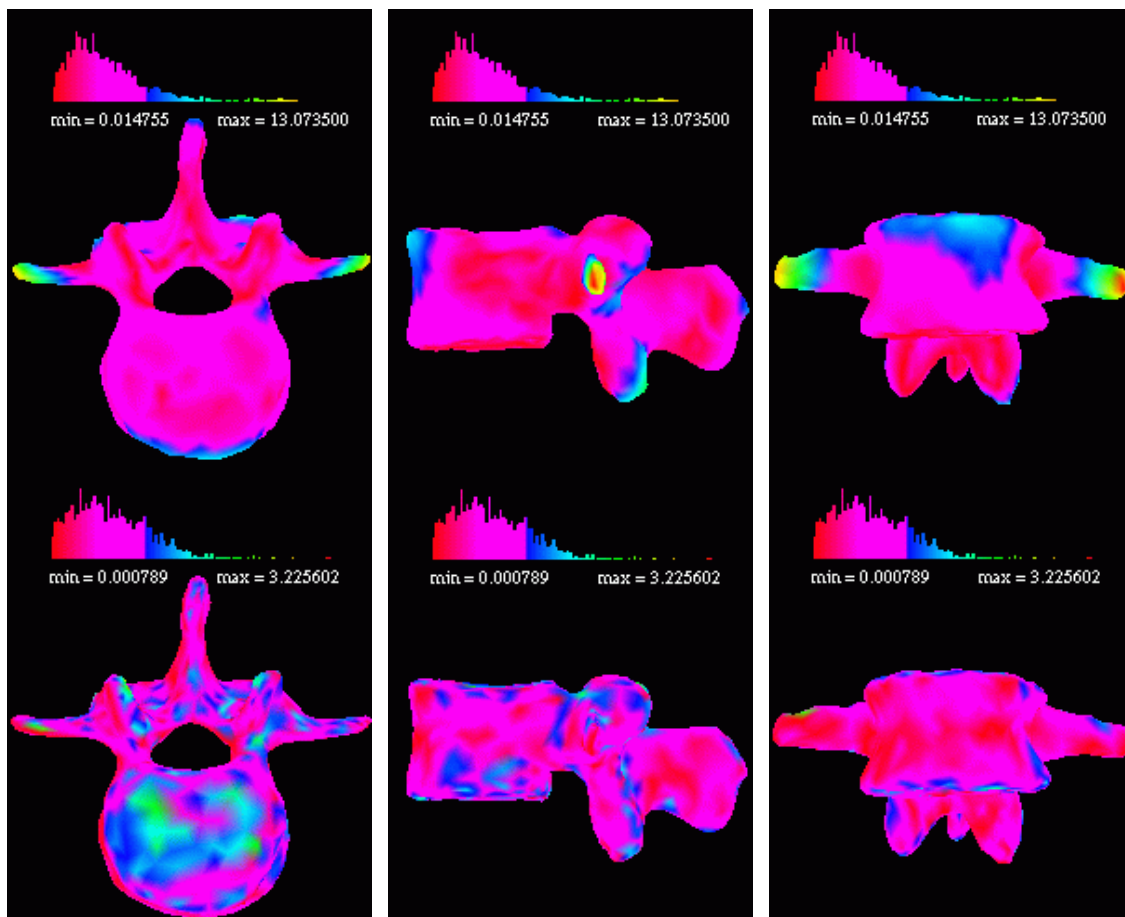 min = 0.014755 max = 13.073500
min = 0.014755 max = 13.073500
min = 0.014755 max = 13.073500
min = 0.000789 max = 3.225602
min = 0.000789 max = 3.225602
min = 0.000789 max = 3.225602